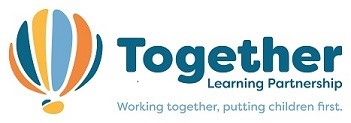 Together
Learning Partnership
Working together, putting children first.